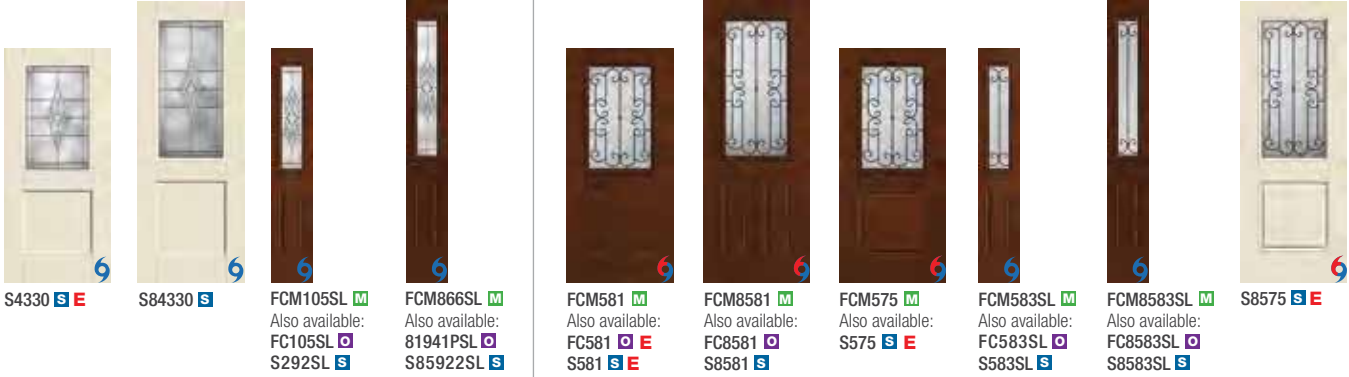 S4330 S E
S84330 S
FCM105SL M
Also available:
FC105SL O
S292SL S
FCM866SL M
Also available:
81941PSL O
S85922SL S
FCM581 M
Also available:
FC581 O E
S581 S E
FCM8581 M
Also available:
FC8581 O
S8581 S
FCM575 M
Also available:
S575 S E
FCM583SL M
Also available:
FC583SL O
S583SL S
FCM8583SL M
Also available:
FC8583SL O
S8583SL S
S8575 S E